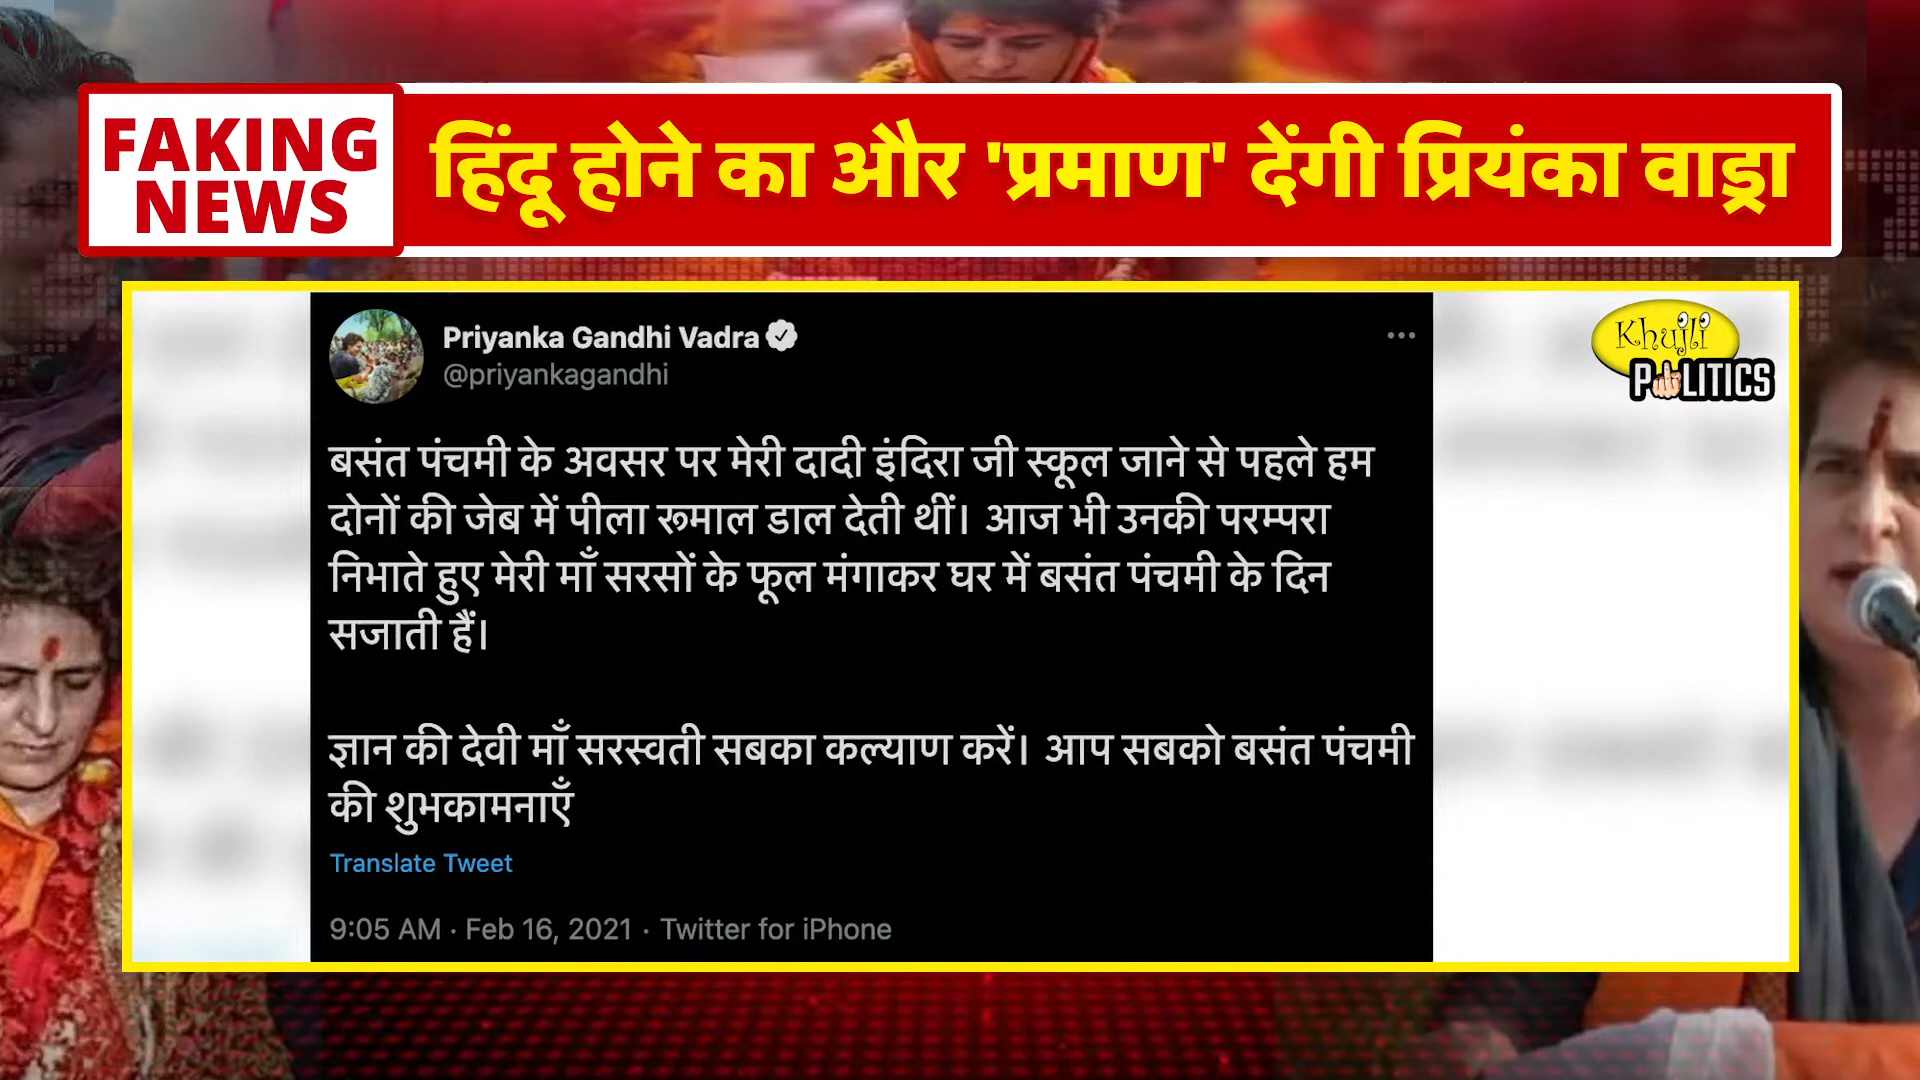 FAKING
NEWS
हिंदू होने का और 'प्रमाण' देंगी प्रियंका वाड्रा
Khujli
POLITICS
Priyanka Gandhi Vadra
@priyankagandhi
बसंत पंचमी के अवसर पर मेरी दादी इंदिरा जी स्कूल जाने से पहले हम
दोनों की जेब में पीला रूमाल डाल देती थीं। आज भी उनकी परम्परा
निभाते हुए मेरी माँ सरसों के फूल मंगाकर घर में बसंत पंचमी के दिन
सजाती हैं।
ज्ञान की देवी माँ सरस्वती सबका कल्याण करें। आप सबको बसंत पंचमी
की शुभकामनाएँ
Translate Tweet
9:05 AM · Feb 16, 2021 · Twitter for iPhone